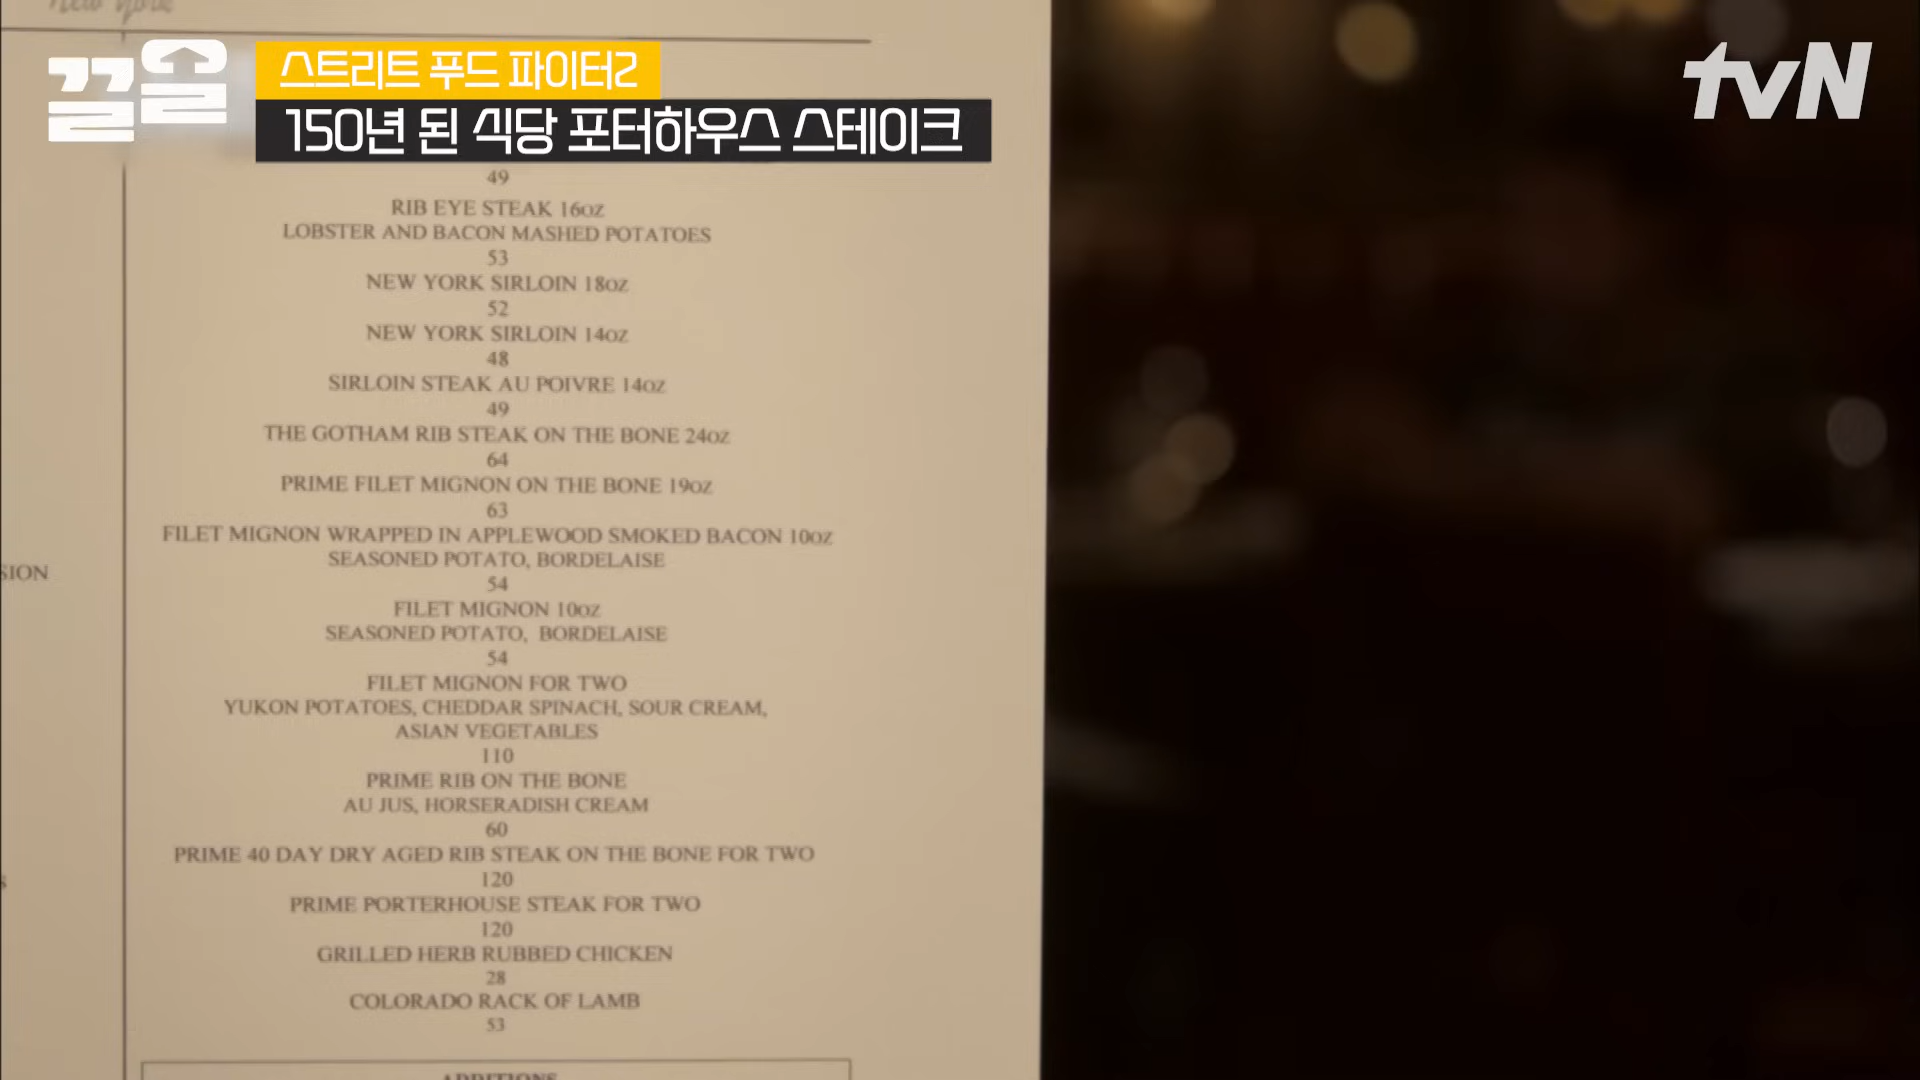 New York
끌올
스트리트 푸드 파이터2
tvN
150년 된 식당 포터하우스 스테이크
49
RIB EYE STEAK 16OZ
LOBSTER AND BACON MASHED POTATOES
53
NEW YORK SIRLOIN 18OZ
52
NEW YORK SIRLOIN 14OZ
48
SIRLOIN STEAK AU POIVRE 14OZ
49
THE GOTHAM RIB STEAK ON THE BONE 24OZ
64
PRIME FILET MIGNON ON THE BONE 19OZ
63
FILET MIGNON WRAPPED IN APPLEWOOD SMOKED BACON 10OZ
SEASONED POTATO, BORDELAISE
54
FILET MIGNON 10OZ
SEASONED POTATO, BORDELAISE
54
FILET MIGNON FOR TWO
YUKON POTATOES, CHEDDAR SPINACH, SOUR CREAM,
ASIAN VEGETABLES
110
PRIME RIB ON THE BONE
AU JUS, HORSERADISH CREAM
60
PRIME 40 DAY DRY AGED RIB STEAK ON THE BONE FOR TWO
120
PRIME PORTERHOUSE STEAK FOR TWO
120
GRILLED HERB RUBBED CHICKEN
28
COLORADO RACK OF LAMB
53
ADDITIONS